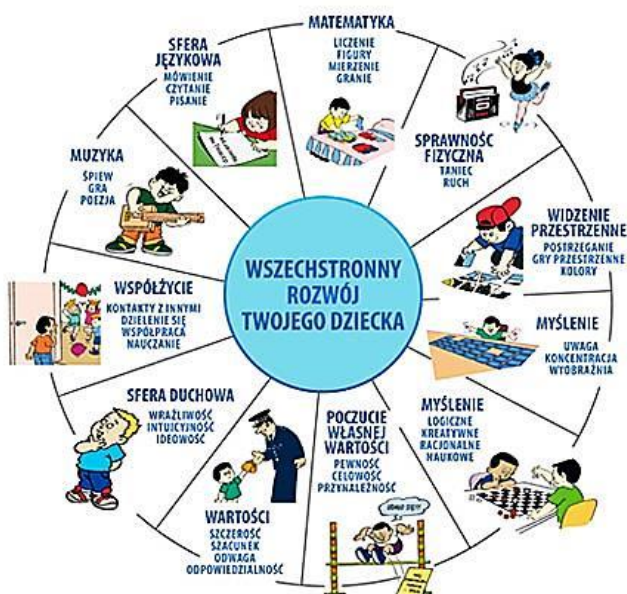 MATEMATYKA
LICZENIE
FIGURY
MIERZENIE
GRANIE
SPRAWNOŚĆ
FIZYCZNA
TANIEC
RUCH
WIDZENIE
PRZESTRZENNE
POSTRZEGANIE
GRY PRZESTRZENNE
KOLORY
MYŚLENIE
UWAGA
KONCENTRACJA
WYOBRAŹNIA
MYŚLENIE
LOGICZNE
KREATYWNE
RACJONALNE
NAUKOWE
POCZUCIE
WŁASNEJ
WARTOŚCI
PEWNOŚĆ
CELOWOŚĆ
PRZYNALEŻNOŚĆ
WARTOŚCI
SZCZEROŚĆ
SZACUNEK
ODWAGA
ODPOWIEDZIALNOŚĆ
SFERA DUCHOWA
WRAŻLIWOŚĆ
INTUICYJNOŚĆ
IDEOWOŚĆ
WSPÓŁŻYCIE
KONTAKTY Z INNYMI
DZIELENIE SIĘ
WSPÓŁPRACA
NAUCZANIE
MUZYKA
ŚPIEW
GRA
POEZJA
SFERA
JĘZYKOWA
MÓWIENIE
CZYTANIE
PISANIE
WSZECHSTRONNY
ROZWÓJ
TWOJEGO DZIECKA